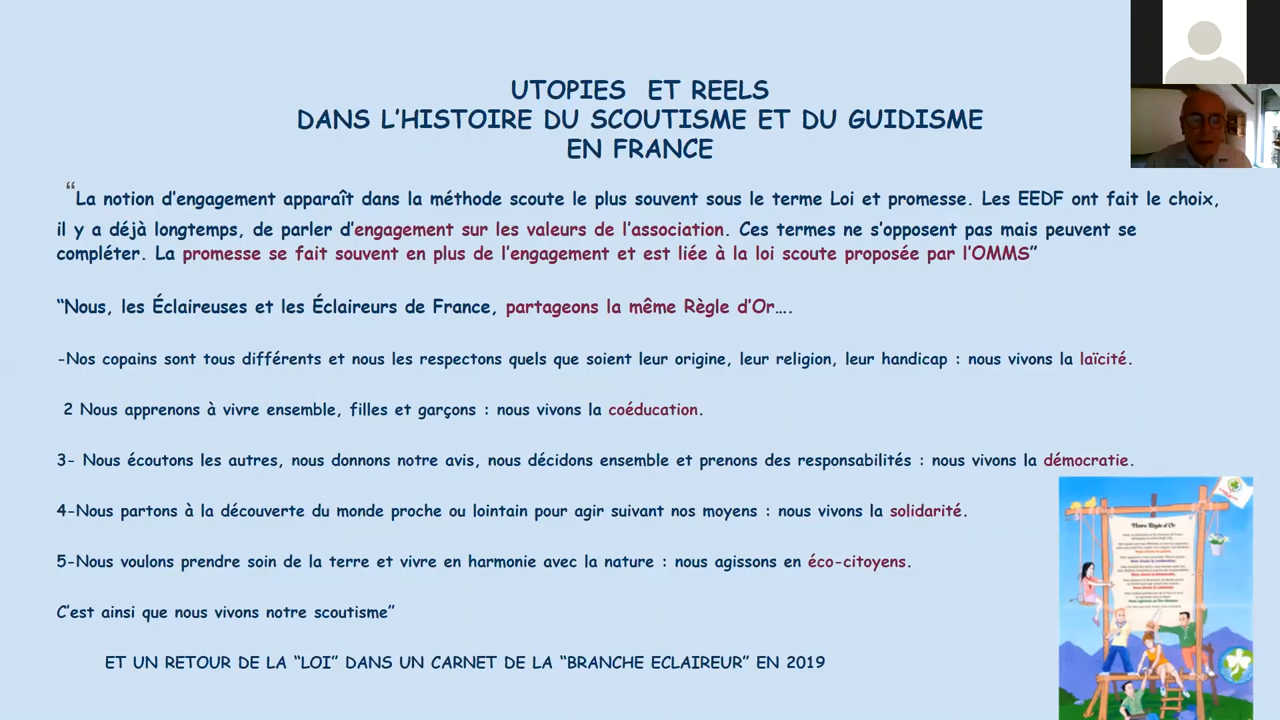 UTOPIES ET REELS
DANS L'HISTOIRE DU SCOUTISME ET DU GUIDISME
EN FRANCE
“La notion d'engagement apparaît dans la méthode scoute le plus souvent sous le terme Loi et promesse. Les EEDF ont fait le choix,
il y a déjà longtemps, de parler d'engagement sur les valeurs de l'association. Ces termes ne s'opposent pas mais peuvent se
compléter. La promesse se fait souvent en plus de l'engagement et est liée à la loi scoute proposée par l'OMMS”
“Nous, les Éclaireuses et les Éclaireurs de France, partageons la même Règle d'Or….
-Nos copains sont tous différents et nous les respectons quels que soient leur origine, leur religion, leur handicap : nous vivons la laïcité.
2 Nous apprenons à vivre ensemble, filles et garçons : nous vivons la coéducation.
3- Nous écoutons les autres, nous donnons notre avis, nous décidons ensemble et prenons des responsabilités : nous vivons la démocratie.
4-Nous partons à la découverte du monde proche ou lointain pour agir suivant nos moyens : nous vivons la solidarité.
5-Nous voulons prendre soin de la terre et vivre en harmonie avec la nature : nous agissons en éco-citoyens.
C'est ainsi que nous vivons notre scoutisme”
ET UN RETOUR DE LA “LOI” DANS UN CARNET DE LA “BRANCHE ECLAIREUR” EN 2019
Notre Règle d'Or